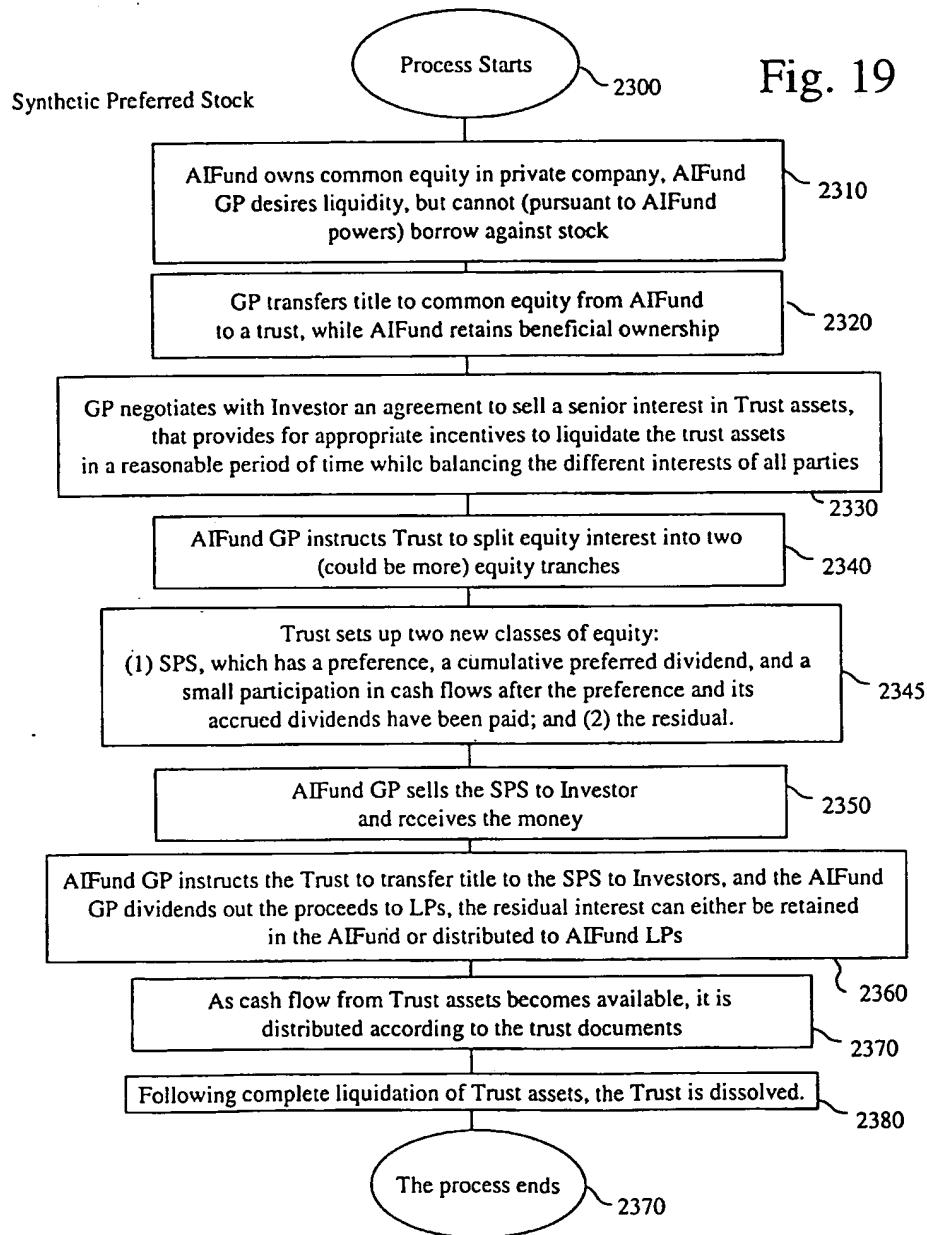 Process Starts
2300
Fig. 19
Synthetic Preferred Stock
AIFund owns common equity in private company, AIFund
GP desires liquidity, but cannot (pursuant to AIFund
powers) borrow against stock
2310
GP transfers title to common equity from AIFund
to a trust, while AIFund retains beneficial ownership
2320
GP negotiates with Investor an agreement to sell a senior interest in Trust assets,
that provides for appropriate incentives to liquidate the trust assets
in a reasonable period of time while balancing the different interests of all parties
2330
AIFund GP instructs Trust to split equity interest into two
(could be more) equity tranches
2340
Trust sets up two new classes of equity:
(1) SPS, which has a preference, a cumulative preferred dividend, and a
small participation in cash flows after the preference and its
accrued dividends have been paid; and (2) the residual.
2345
AIFund GP sells the SPS to Investor
and receives the money
2350
AIFund GP instructs the Trust to transfer title to the SPS to Investors, and the AIFund
GP dividends out the proceeds to LPs, the residual interest can either be retained
in the AIFund or distributed to AIFund LPs
2360
As cash flow from Trust assets becomes available, it is
distributed according to the trust documents
2370
Following complete liquidation of Trust assets, the Trust is dissolved.
2380
The process ends
2370